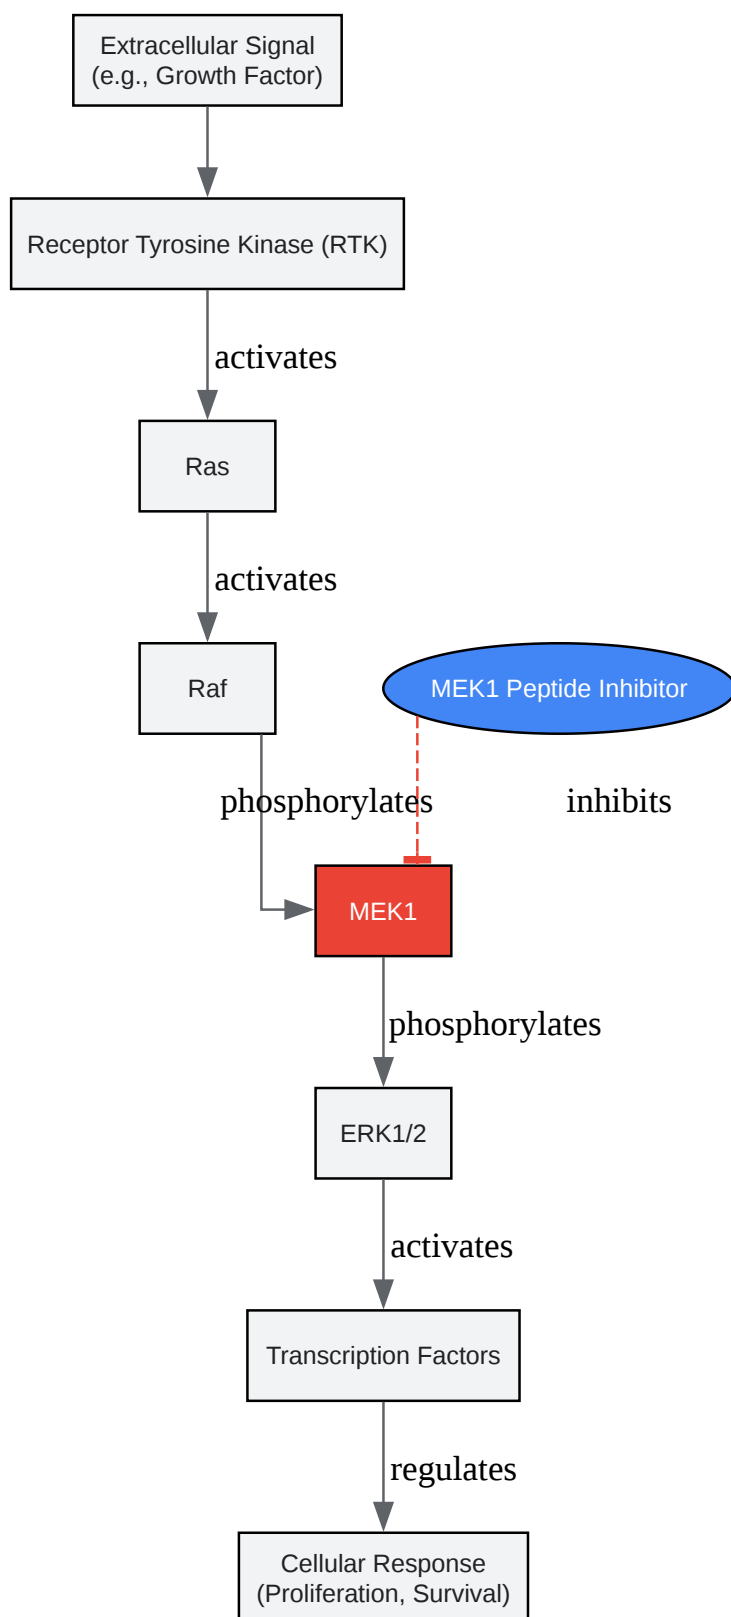 Extracellular Signal
(e.g., Growth Factor)
Receptor Tyrosine Kinase (RTK)
activates
Ras
activates
Raf
MEK1 Peptide Inhibitor
phosphorylates
inhibits
MEK1
phosphorylates
ERK1/2
activates
Transcription Factors
regulates
Cellular Response
(Proliferation, Survival)